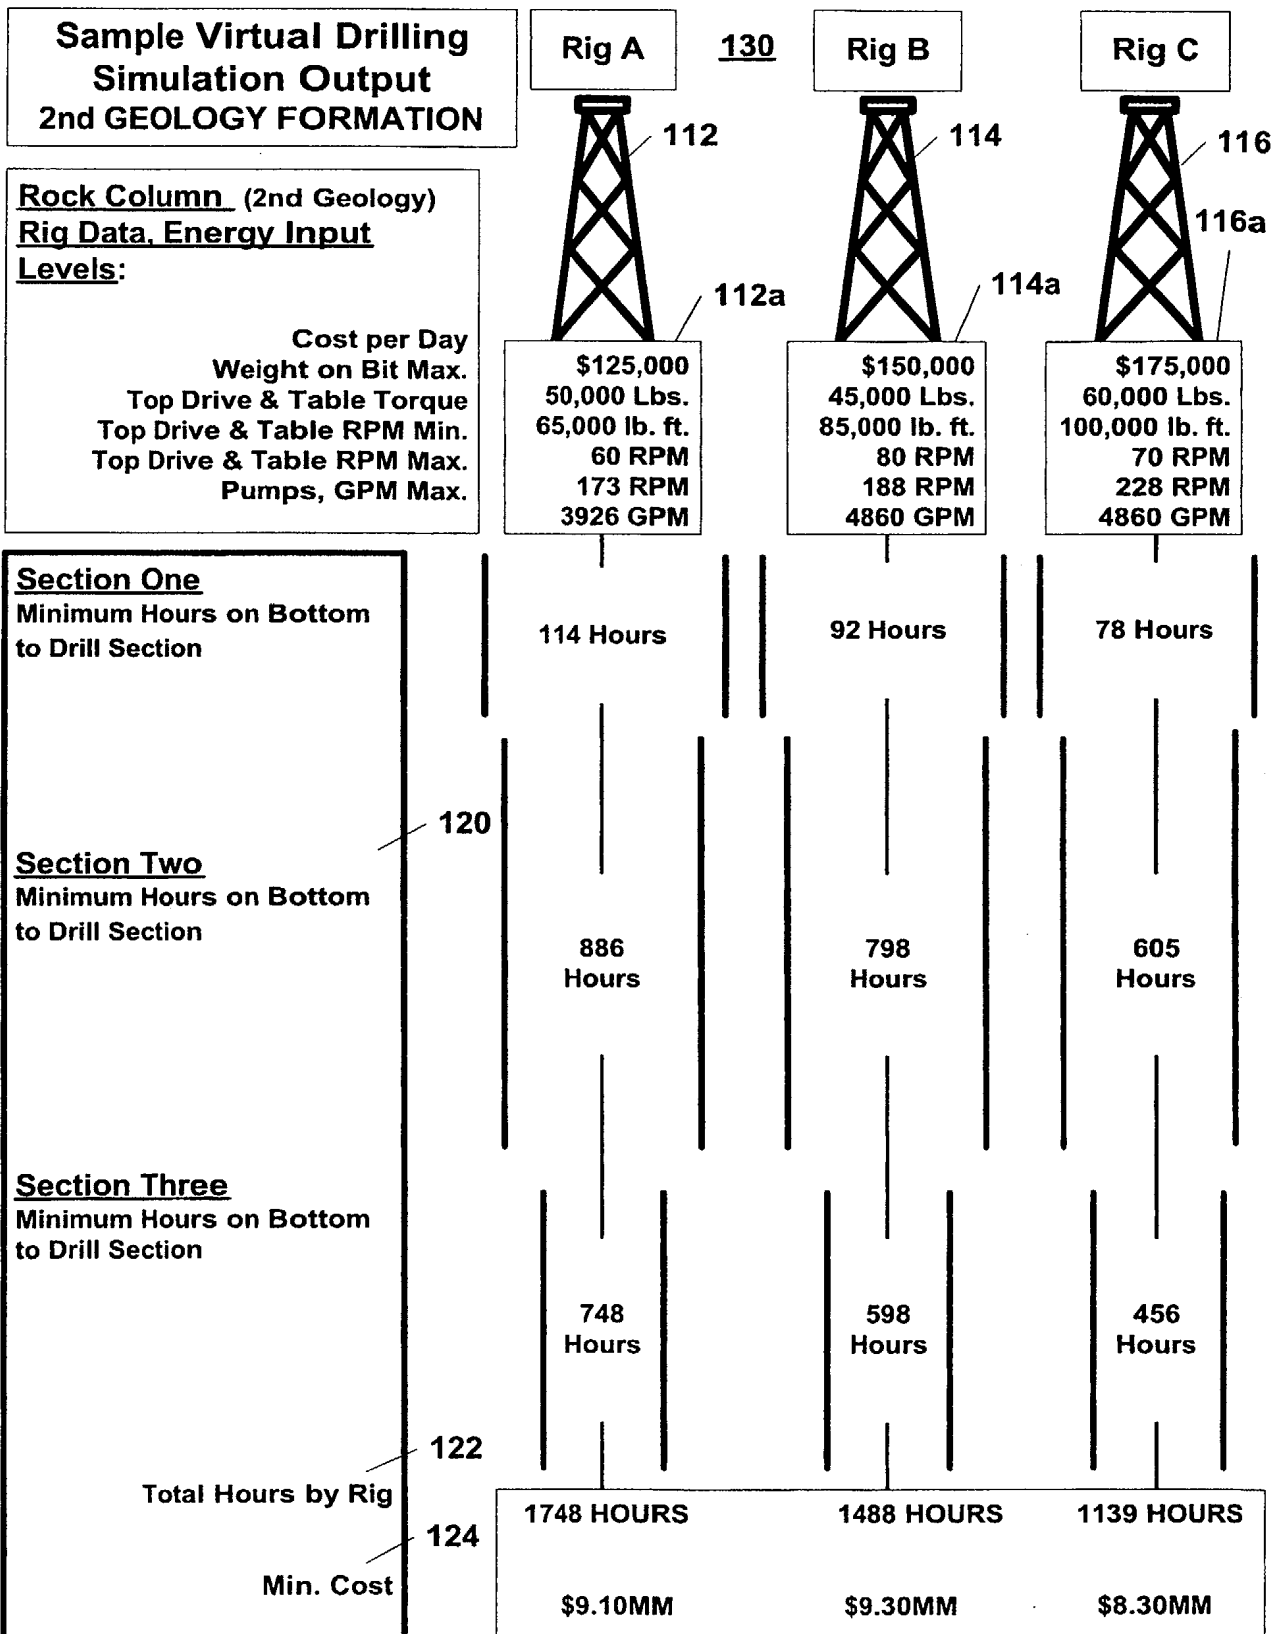 Sample Virtual Drilling
Simulation Output
2nd GEOLOGY FORMATION
Rig A
130
Rig B
Rig C
112
114
116
116a
112a
114a
Rock Column (2nd Geology)
Rig Data, Energy Input
Levels:
Cost per Day
Weight on Bit Max.
Top Drive & Table Torque
Top Drive & Table RPM Min.
Top Drive & Table RPM Max.
Pumps, GPM Max.
$125,000
50,000 Lbs.
65,000 lb. ft.
60 RPM
173 RPM
3926 GPM
$150,000
45,000 Lbs.
85,000 lb. ft.
80 RPM
188 RPM
4860 GPM
$175,000
60,000 Lbs.
100,000 lb. ft.
70 RPM
228 RPM
4860 GPM
Section One
Minimum Hours on Bottom
to Drill Section
114 Hours
92 Hours
78 Hours
120
Section Two
Minimum Hours on Bottom
to Drill Section
886
Hours
798
Hours
605
Hours
Section Three
Minimum Hours on Bottom
to Drill Section
748
Hours
598
Hours
456
Hours
122
Total Hours by Rig
1748 HOURS
1488 HOURS
1139 HOURS
124
Min. Cost
$9.10MM
$9.30MM
$8.30MM